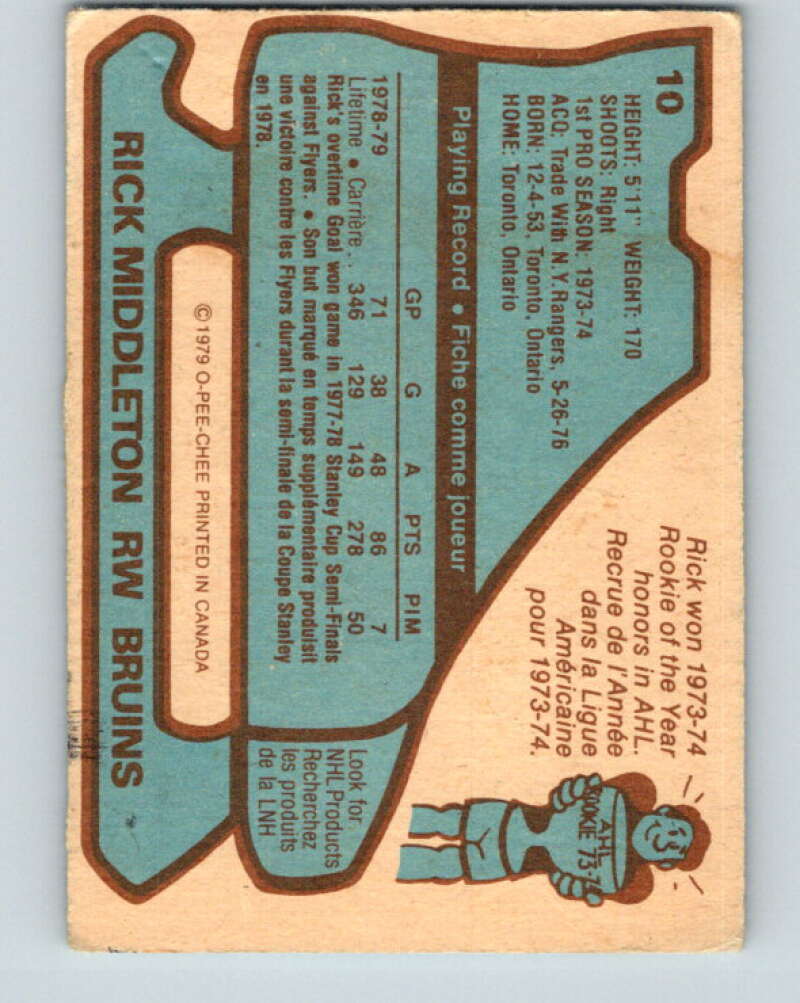 10
HEIGHT: 5'11" WEIGHT: 170
SHOOTS: Right
1st PRO SEASON: 1973-74
ACQ: Trade With N.Y. Rangers, 5-26-76
BORN: 12-4-53, Toronto, Ontario
HOME: Toronto, Ontario
Rick won 1973-74
Rookie of the Year
honors in AHL.
Recrue de l'Année
dans la Ligue
Américaine
pour 1973-74.
AHL
ROOKIE 73-74
Playing Record • Fiche comme joueur
GP G A PTS PIM
1978-79 71 38 48 86 7
Lifetime • Carrière.. 346 129 149 278 50
Rick's overtime Goal won game in 1977-78 Stanley Cup Semi-Finals
against Flyers. • Son but marqué en temps supplémentaire produisit
une victoire contre les Flyers durant la semi-finale de la Coupe Stanley
en 1978.
Look for
NHL Products
Recherchez
les produits
de la LNH
©1979 O-PEE-CHEE PRINTED IN CANADA
RICK MIDDLETON RW BRUINS